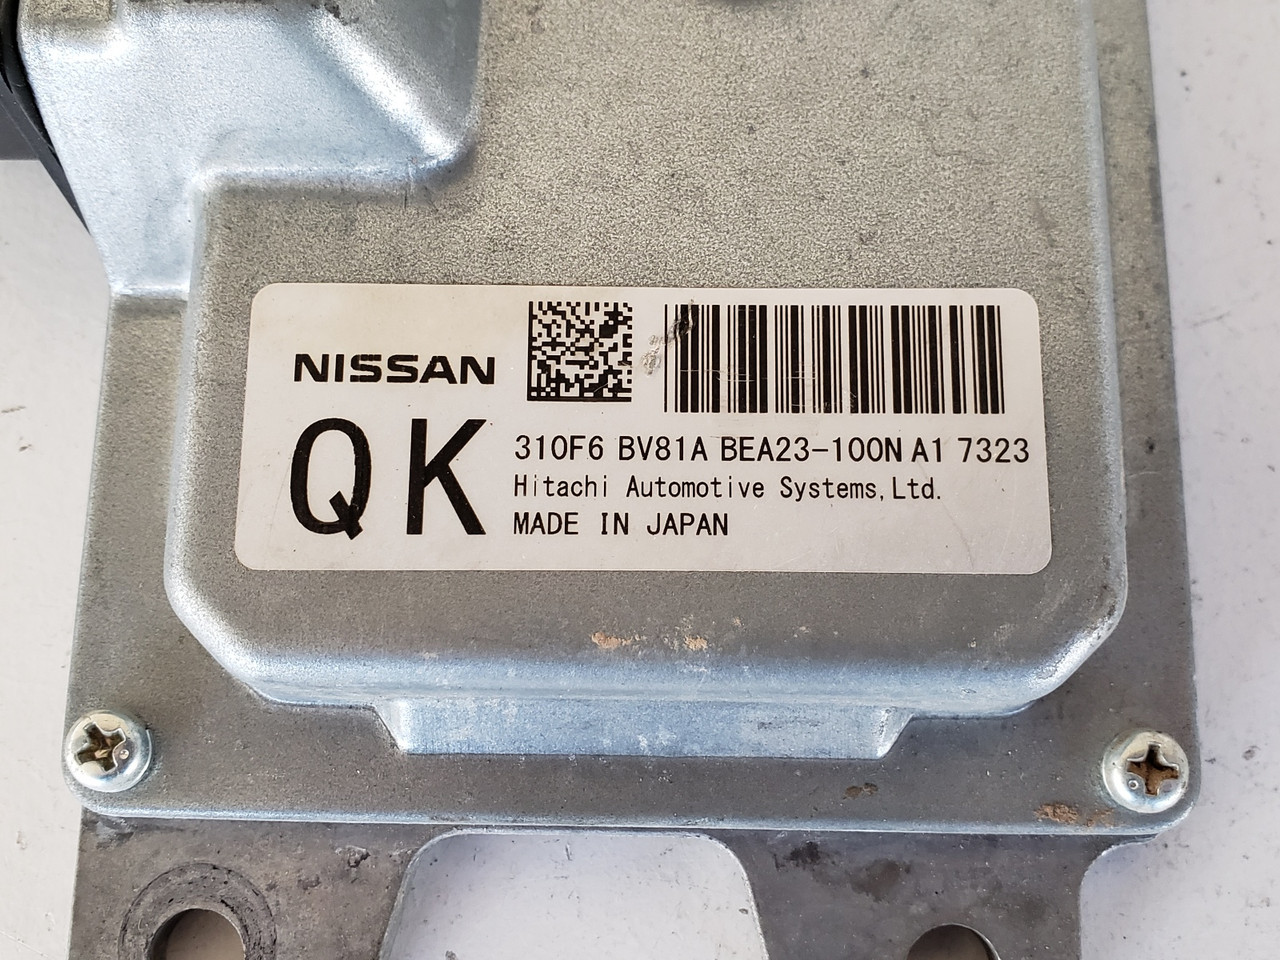 NISSAN
QK
310F6 BV81A BEA23-100N A1 7323
Hitachi Automotive Systems, Ltd.
MADE IN JAPAN